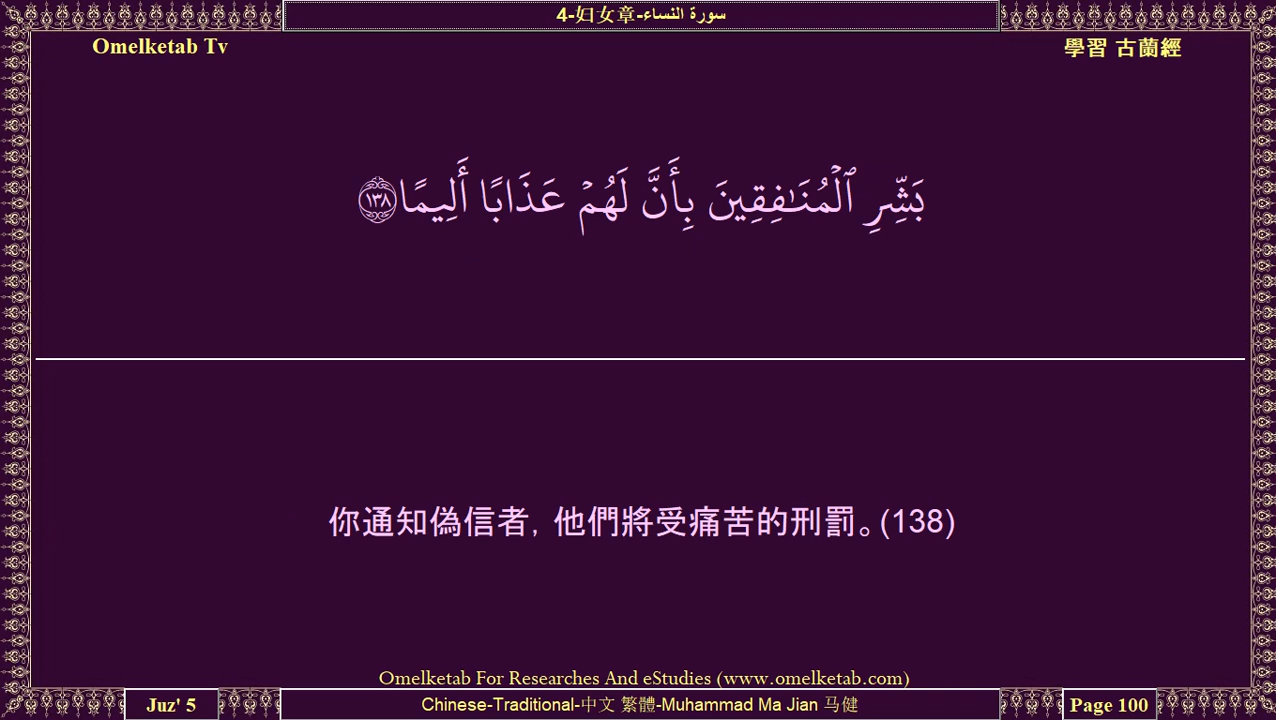 4-妇女章-سورة النساء
Omelketab Tv
學習 古蘭經
بَشِّرِ ٱلۡمُنَـٰفِقِينَ بِأَنَّ لَهُمۡ عَذَابًا أَلِيمًا ١٣٨
你通知偽信者，他們將受痛苦的刑罰。(138)
Omelketab For Researches And eStudies (www.omelketab.com)
Juz' 5
Chinese-Traditional-中文 繁體-Muhammad Ma Jian 马健
Page 100